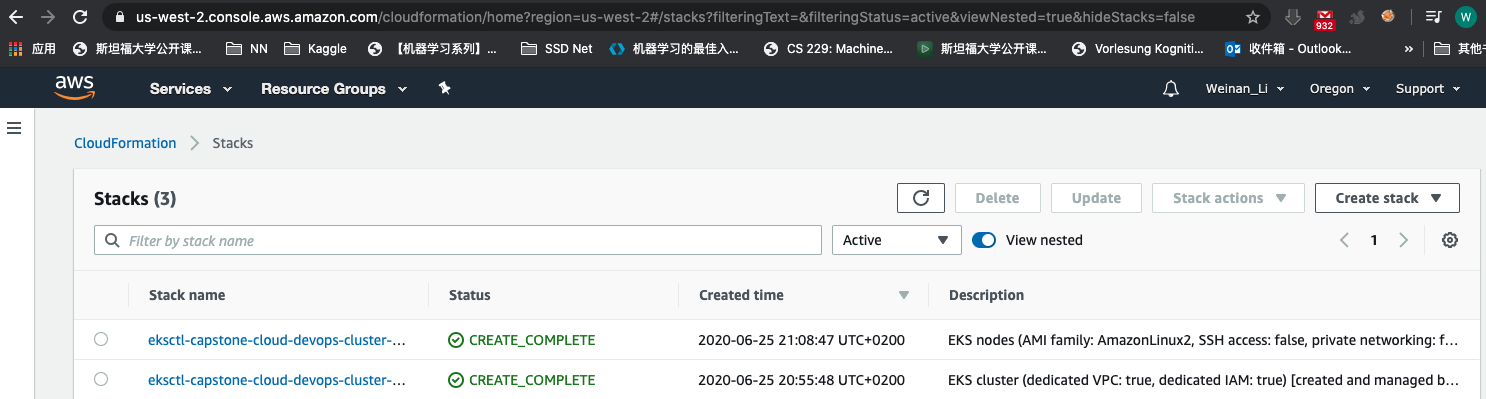 us-west-2.console.aws.amazon.com/cloudformation/home?region=us-west-2#/stacks?filteringText=&filteringStatus=active&viewNested=true&hideStacks=false
932
W
应用 斯坦福大学公开课... NN Kaggle 【机器学习系列】... SSD Net 机器学习的最佳入... CS 229: Machine... 斯坦福大学公开课... Vorlesung Kogniti... 收件箱 – Outlook... » 其他
aws Services Resource Groups Weinan_Li Oregon Support
CloudFormation Stacks
Stacks (3) Delete Update Stack actions Create stack
Filter by stack name Active View nested 1
Stack name Status Created time Description
eksctl-capstone-cloud-devops-cluster-... CREATE_COMPLETE 2020-06-25 21:08:47 UTC+0200 EKS nodes (AMI family: AmazonLinux2, SSH access: false, private networking: f...
eksctl-capstone-cloud-devops-cluster-... CREATE_COMPLETE 2020-06-25 20:55:48 UTC+0200 EKS cluster (dedicated VPC: true, dedicated IAM: true) [created and managed b...